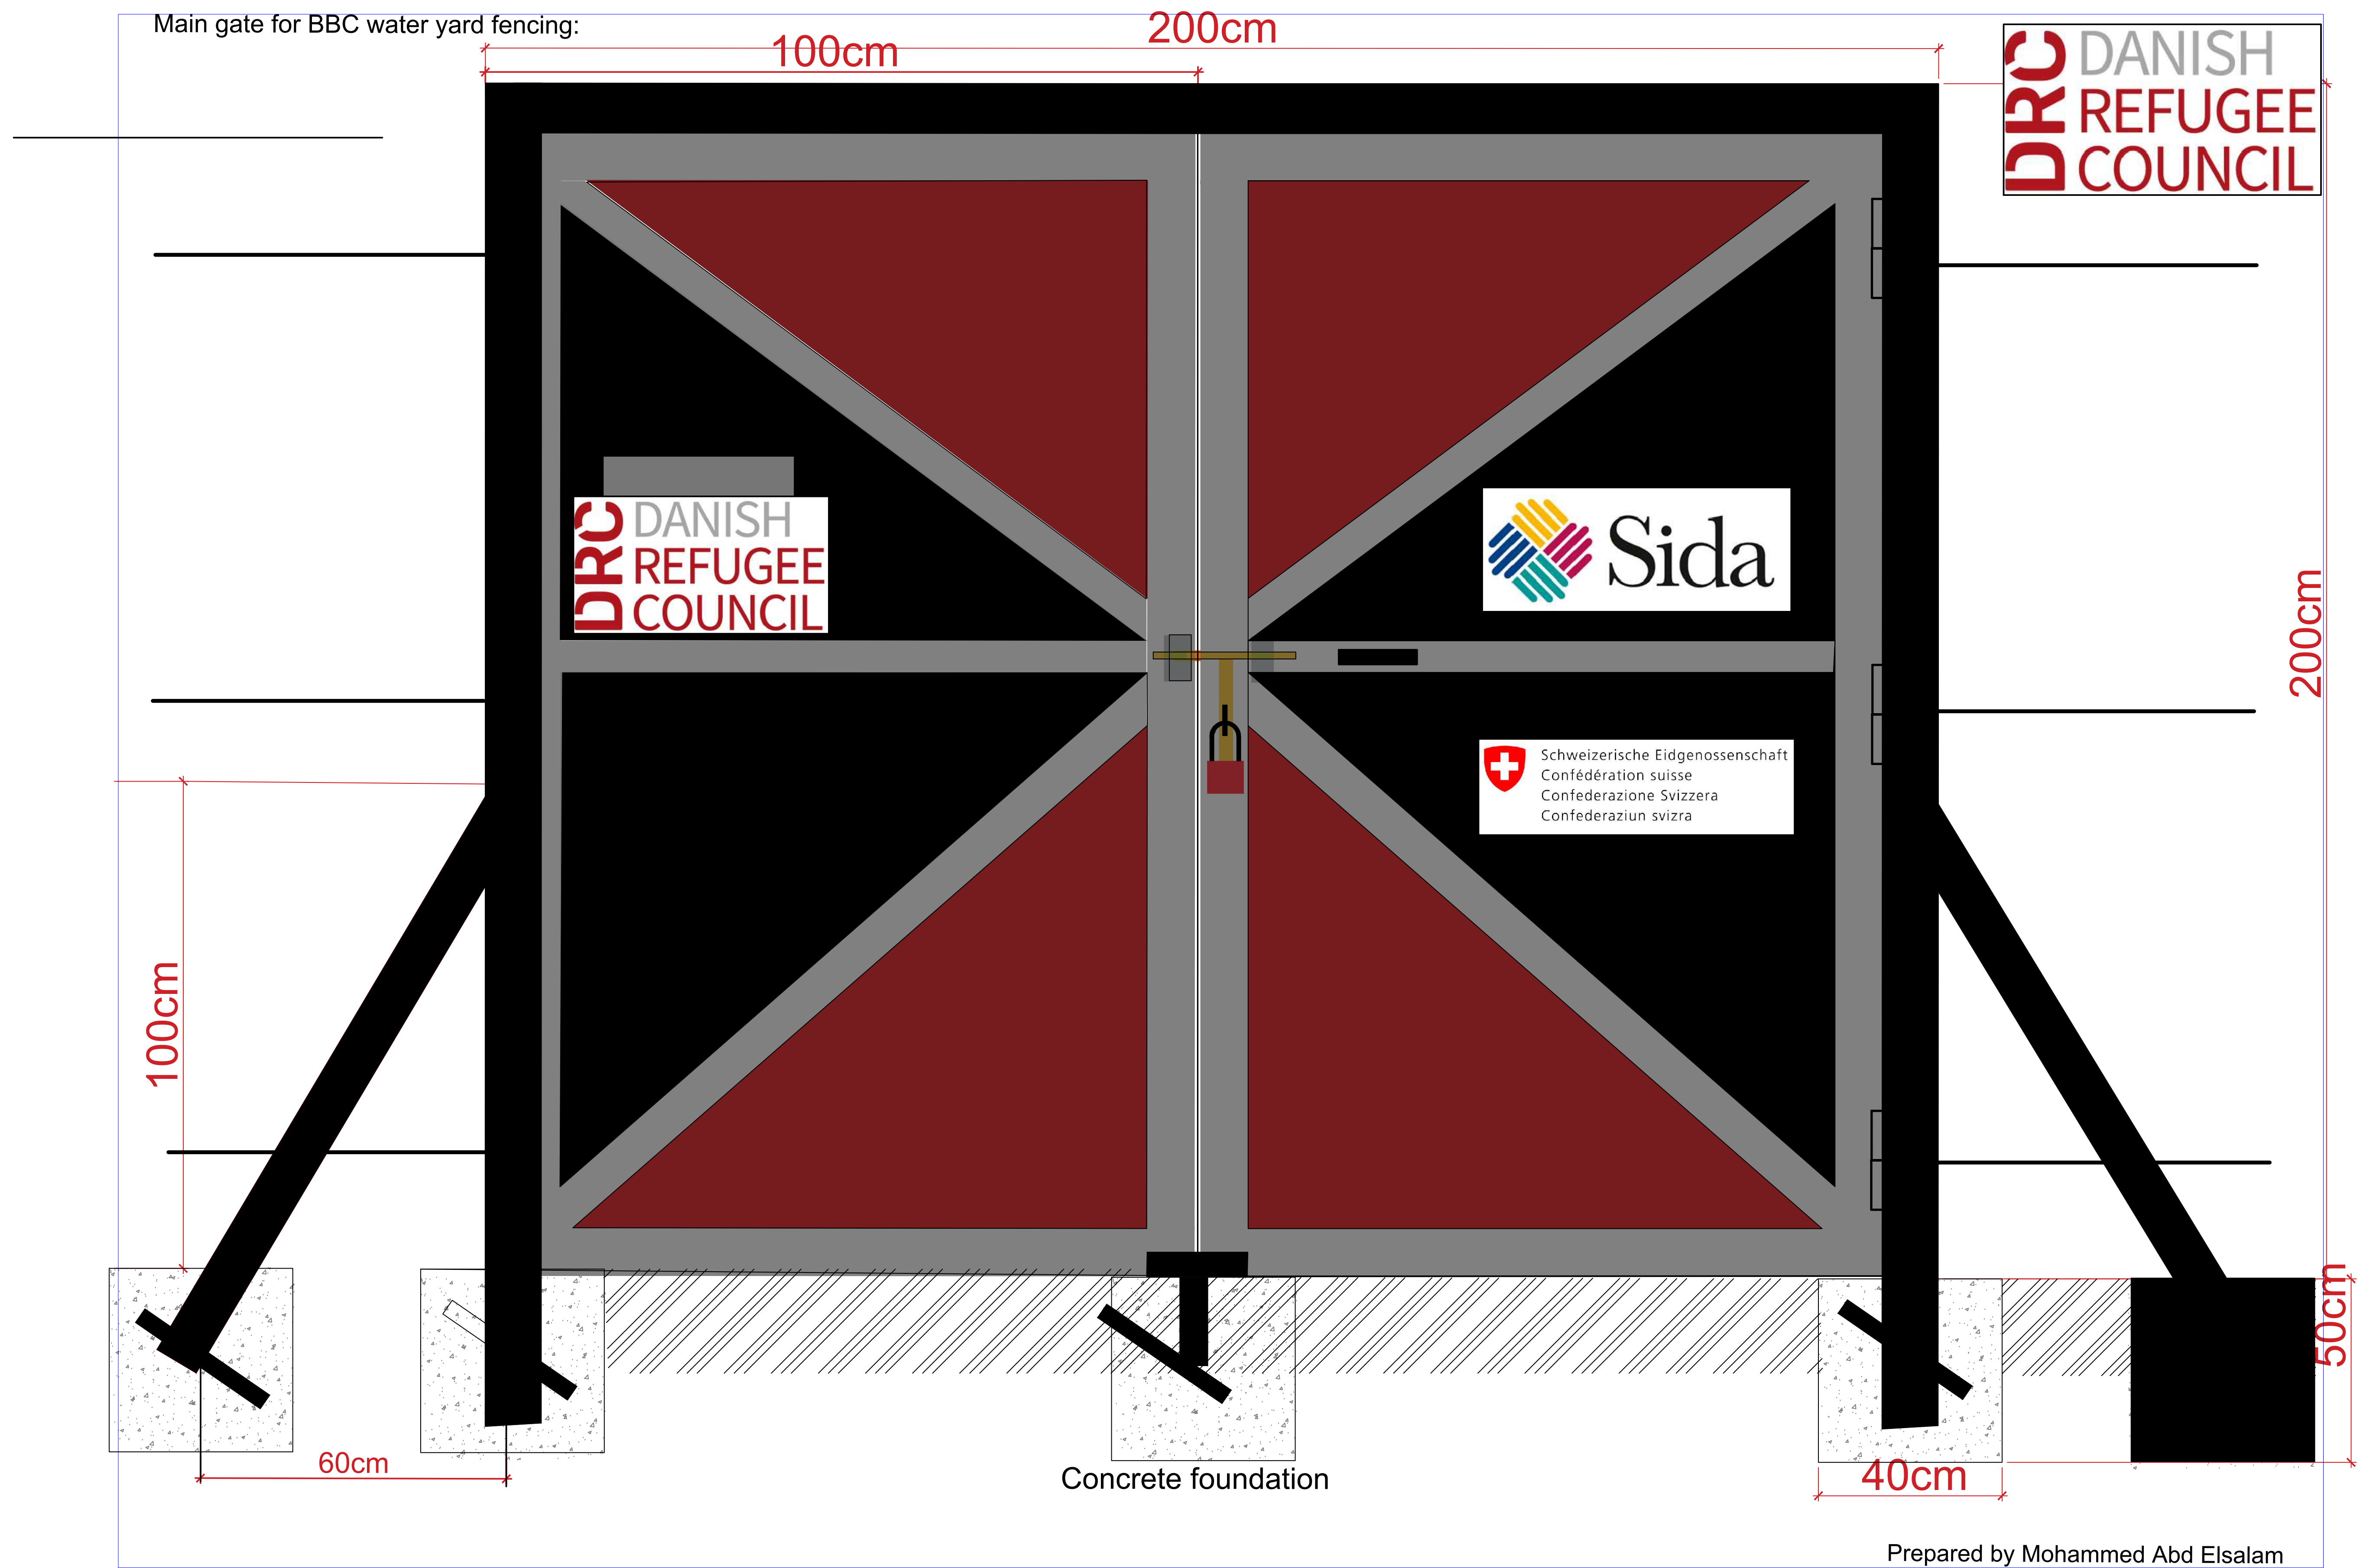 Main gate for BBC water yard fencing:
200cm
100cm
DRC
DANISH
REFUGEE
COUNCIL
DRC
DANISH
REFUGEE
COUNCIL
Sida
200cm
Schweizerische Eidgenossenschaft
Confédération suisse
Confederazione Svizzera
Confederaziun svizra
100cm
50cm
60cm
Concrete foundation
40cm
Prepared by Mohammed Abd Elsalam